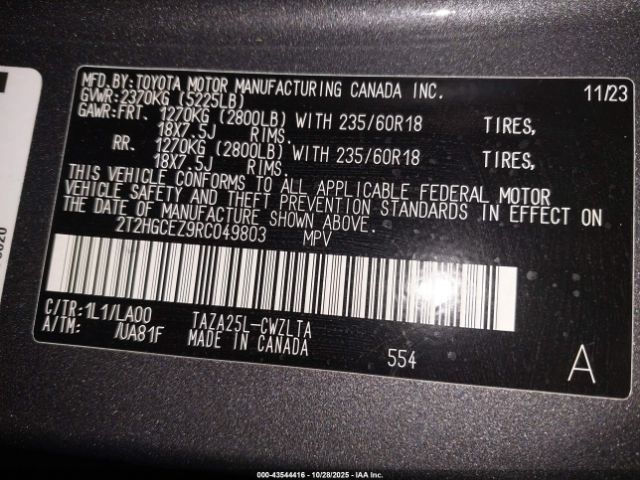 MFD.BY:TOYOTA MOTOR MANUFACTURING CANADA INC. 11/23
GVWR:2370KG (5225LB)
GAWR:FRT. 1270KG (2800LB) WITH 235/60R18 TIRES,
18X7.5J RIMS.
RR. 1270KG (2800LB) WITH 235/60R18 TIRES,
18X7.5J RIMS.
THIS VEHICLE CONFORMS TO ALL APPLICABLE FEDERAL MOTOR
VEHICLE SAFETY AND THEFT PREVENTION STANDARDS IN EFFECT ON
THE DATE OF MANUFACTURE SHOWN ABOVE.
2T2HGCEZ9RC049803 MPV
C/TR:1L1/LA00 TAZA25L-CWZLTA
A/TM: /UA81F MADE IN CANADA 554 A
000-43544416 - 10/28/2025 - IAA Inc.